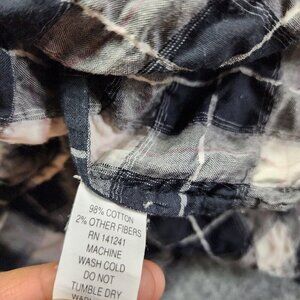 98% COTTON
2% OTHER FIBERS
RN 141241
MACHINE
WASH COLD
DO NOT
TUMBLE DRY